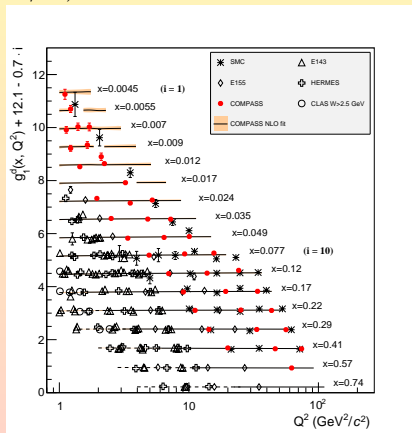 g₁ᵈ(x, Q²) + 12.1 - 0.7 · i
12
10
8
6
4
2
0
SMC
E143
E155
HERMES
COMPASS
CLAS W>2.5 GeV
COMPASS NLO fit
x=0.0045 (i = 1)
x=0.0055
x=0.007
x=0.009
x=0.012
x=0.017
x=0.024
x=0.035
x=0.049
x=0.077 (i = 10)
x=0.12
x=0.17
x=0.22
x=0.29
x=0.41
x=0.57
x=0.74
1
10
10²
Q² (GeV²/c²)